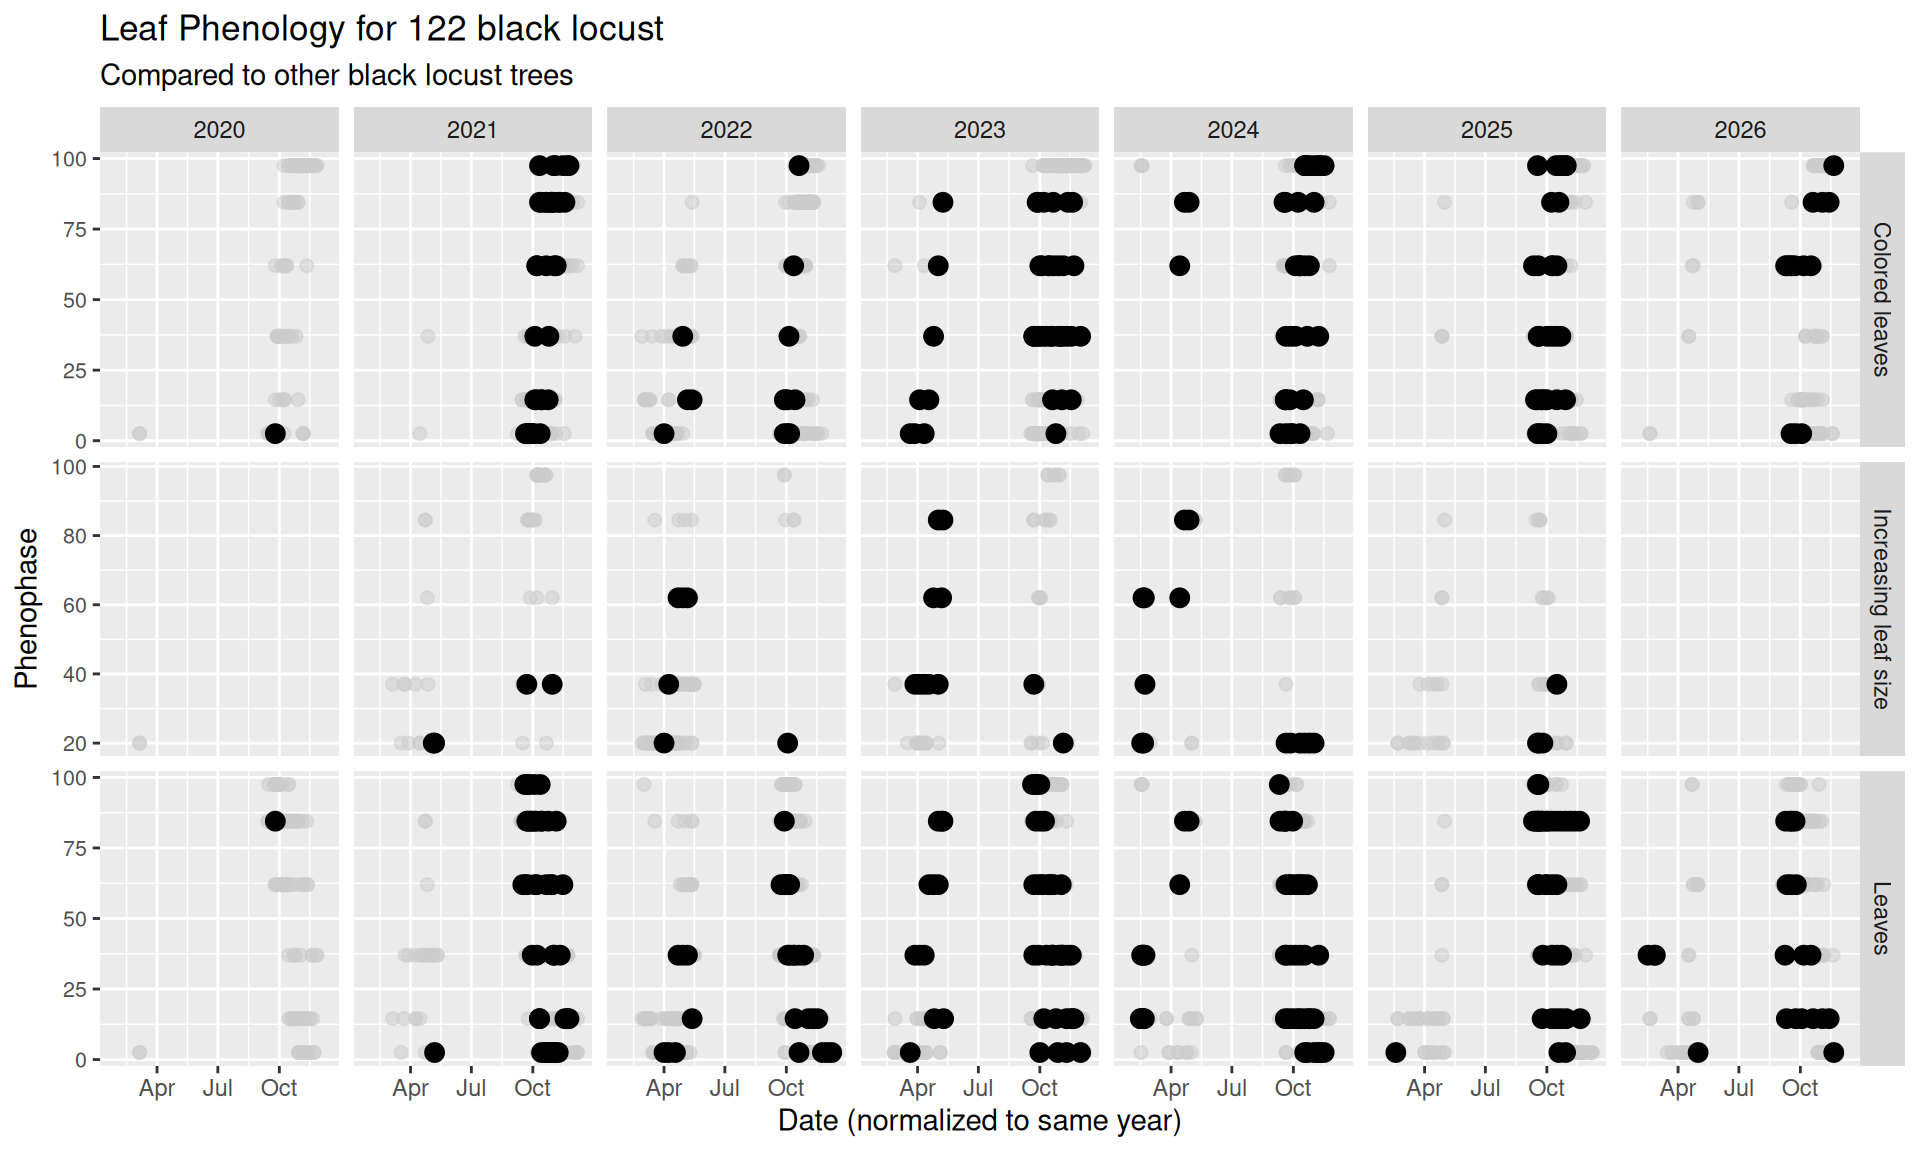 Leaf Phenology for 122 black locust
Compared to other black locust trees
2020 2021 2022 2023 2024 2025 2026
100
75
50
25
0
Colored leaves
100
80
60
40
20
Increasing leaf size
100
75
50
25
0
Leaves
Phenophase
Apr Jul Oct Apr Jul Oct Apr Jul Oct Apr Jul Oct Apr Jul Oct Apr Jul Oct Apr Jul Oct
Date (normalized to same year)